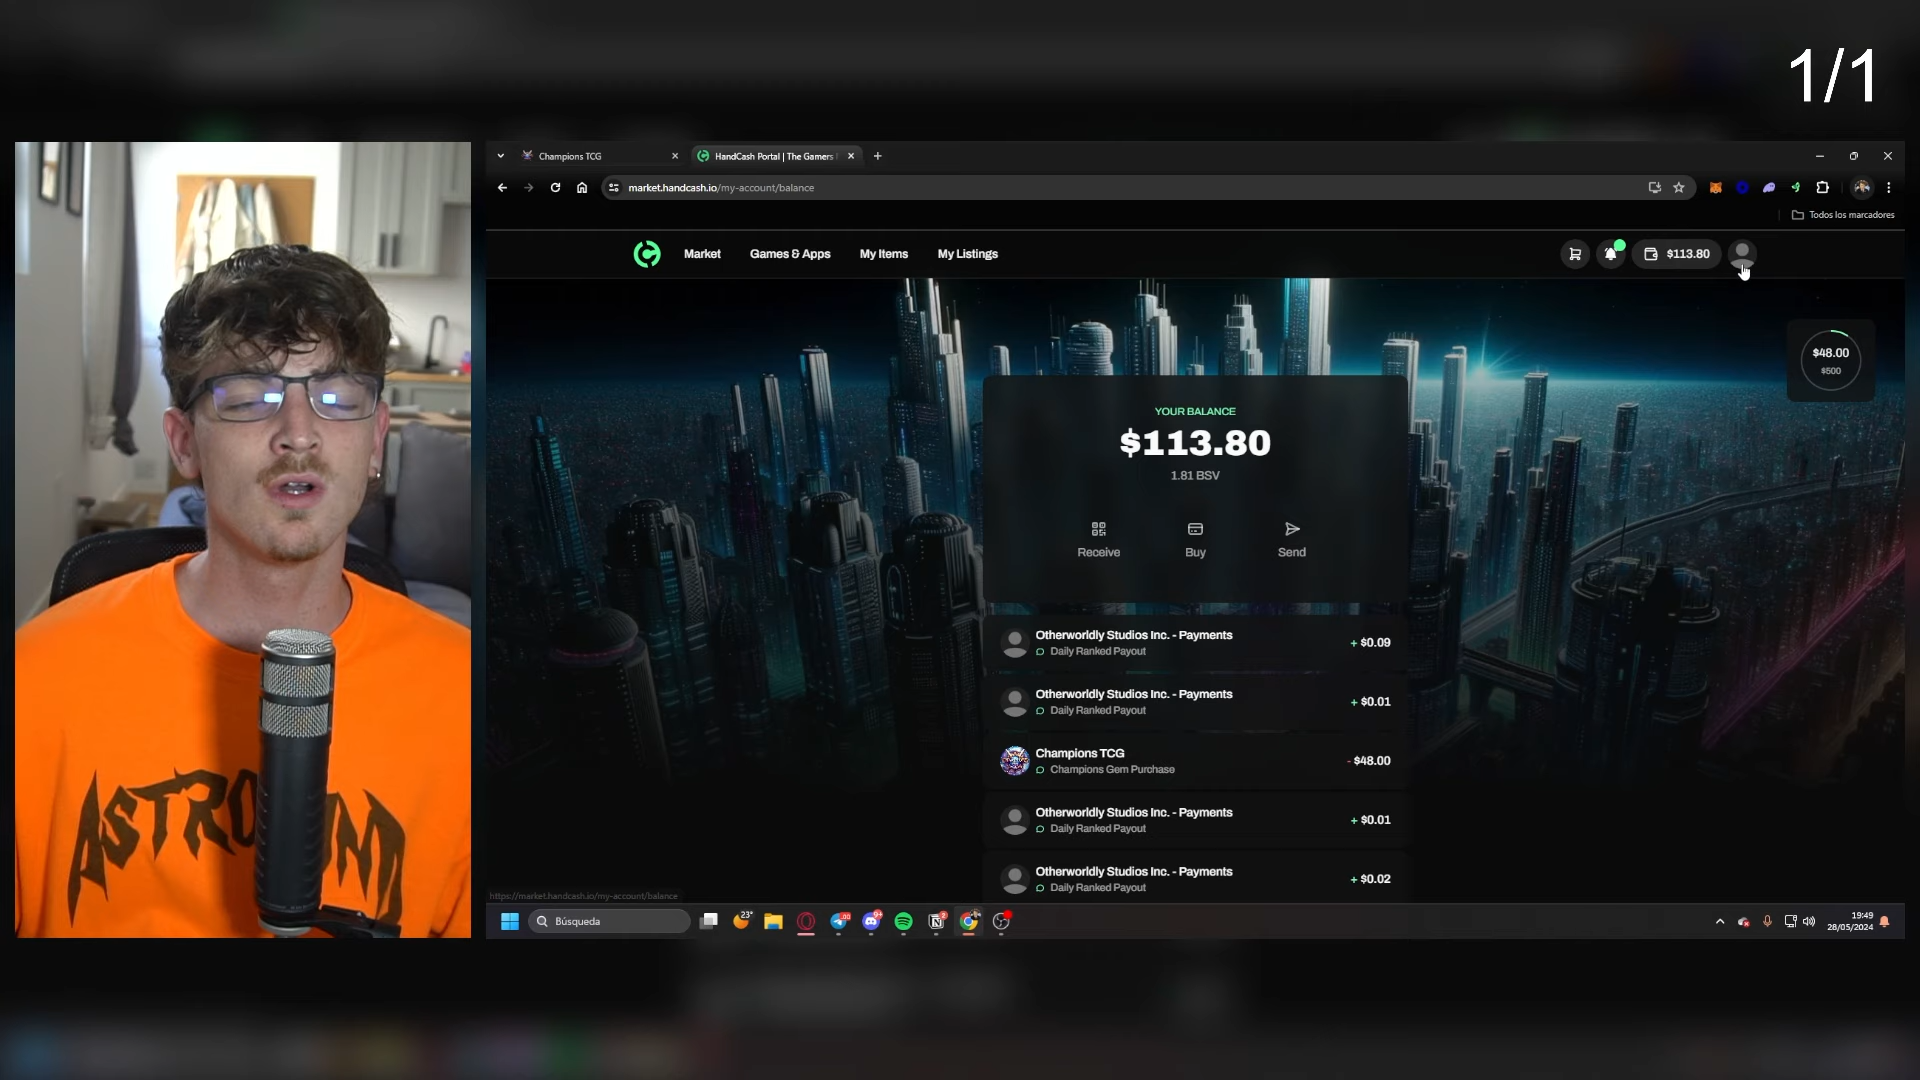 1/1
Champions TCG
HandCash Portal | The Gamers
market.handcash.io/my-account/balance
Todos los marcadores
Market
Games & Apps
My Items
My Listings
$113.80
$48.00
$500
YOUR BALANCE
$113.80
1.81 BSV
Receive
Buy
Send
Otherworldly Studios Inc. - Payments
Daily Ranked Payout
+ $0.09
Otherworldly Studios Inc. - Payments
Daily Ranked Payout
+ $0.01
Champions TCG
Champions Gem Purchase
- $48.00
Otherworldly Studios Inc. - Payments
Daily Ranked Payout
+ $0.01
Otherworldly Studios Inc. - Payments
Daily Ranked Payout
+ $0.02
https://market.handcash.io/my-account/balance
Búsqueda
23°
19:49
28/05/2024